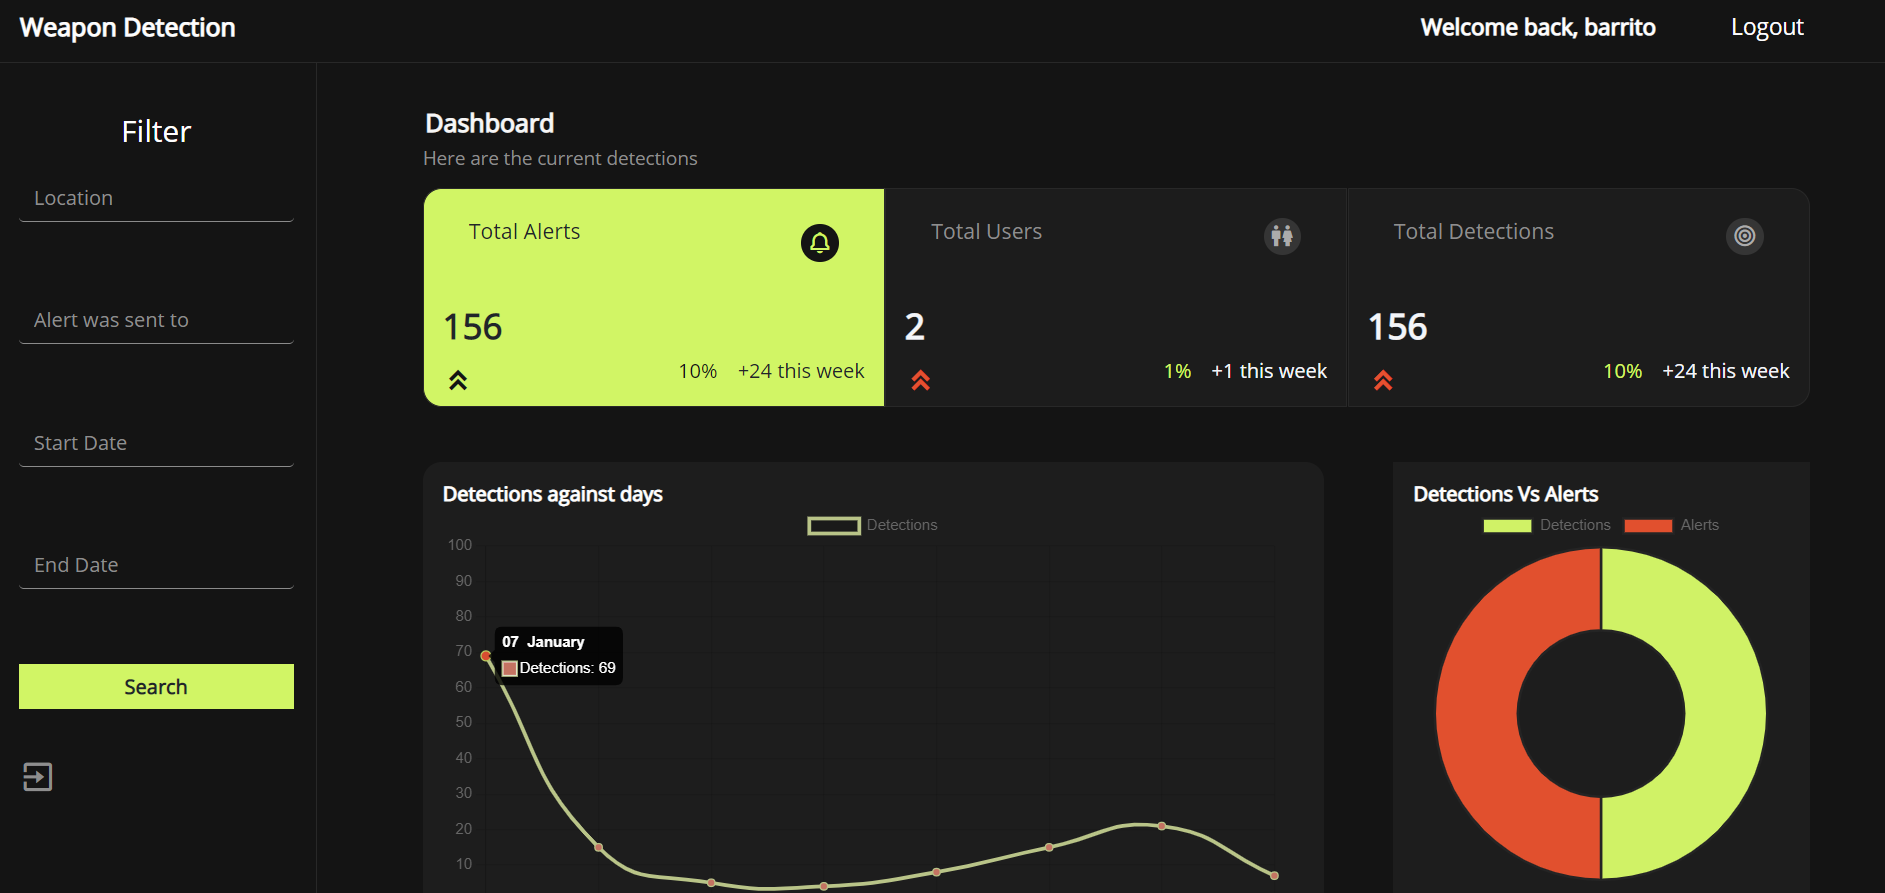 Weapon Detection
Welcome back, barrito
Logout
Filter
Location
Alert was sent to
Start Date
End Date
Search
Dashboard
Here are the current detections
Total Alerts
156
10% +24 this week
Total Users
2
1% +1 this week
Total Detections
156
10% +24 this week
Detections against days
Detections
100
90
80
70
60
50
40
30
20
10
07 January
Detections: 69
Detections Vs Alerts
Detections Alerts